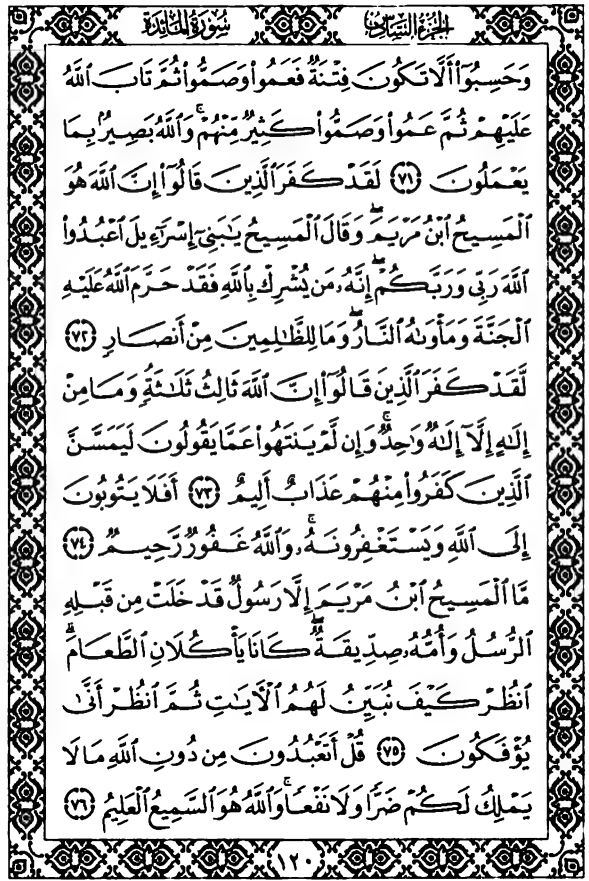 الجزء السادس
سورة المائدة
وَحَسِبُوٓا۟ أَلَّا تَكُونَ فِتْنَةٌ فَعَمُوا۟ وَصَمُّوا۟ ثُمَّ تَابَ ٱللَّهُ
عَلَيْهِمْ ثُمَّ عَمُوا۟ وَصَمُّوا۟ كَثِيرٌ مِّنْهُمْ ۚ وَٱللَّهُ بَصِيرٌۢ بِمَا
يَعْمَلُونَ ٧١ لَقَدْ كَفَرَ ٱلَّذِينَ قَالُوٓا۟ إِنَّ ٱللَّهَ هُوَ
ٱلْمَسِيحُ ٱبْنُ مَرْيَمَ ۖ وَقَالَ ٱلْمَسِيحُ يَٰبَنِىٓ إِسْرَٰٓءِيلَ ٱعْبُدُوا۟
ٱللَّهَ رَبِّى وَرَبَّكُمْ ۖ إِنَّهُۥ مَن يُشْرِكْ بِٱللَّهِ فَقَدْ حَرَّمَ ٱللَّهُ عَلَيْهِ
ٱلْجَنَّةَ وَمَأْوَىٰهُ ٱلنَّارُ ۖ وَمَا لِلظَّٰلِمِينَ مِنْ أَنصَارٍ ٧٢
لَّقَدْ كَفَرَ ٱلَّذِينَ قَالُوٓا۟ إِنَّ ٱللَّهَ ثَالِثُ ثَلَٰثَةٍ ۘ وَمَا مِنْ
إِلَٰهٍ إِلَّآ إِلَٰهٌ وَٰحِدٌ ۚ وَإِن لَّمْ يَنتَهُوا۟ عَمَّا يَقُولُونَ لَيَمَسَّنَّ
ٱلَّذِينَ كَفَرُوا۟ مِنْهُمْ عَذَابٌ أَلِيمٌ ٧٣ أَفَلَا يَتُوبُونَ
إِلَى ٱللَّهِ وَيَسْتَغْفِرُونَهُۥ ۚ وَٱللَّهُ غَفُورٌ رَّحِيمٌ ٧٤
مَّا ٱلْمَسِيحُ ٱبْنُ مَرْيَمَ إِلَّا رَسُولٌ قَدْ خَلَتْ مِن قَبْلِهِ
ٱلرُّسُلُ وَأُمُّهُۥ صِدِّيقَةٌ ۖ كَانَا يَأْكُلَانِ ٱلطَّعَامَ ۗ
ٱنظُرْ كَيْفَ نُبَيِّنُ لَهُمُ ٱلْءَايَٰتِ ثُمَّ ٱنظُرْ أَنَّىٰ
يُؤْفَكُونَ ٧٥ قُلْ أَتَعْبُدُونَ مِن دُونِ ٱللَّهِ مَا لَا
يَمْلِكُ لَكُمْ ضَرًّا وَلَا نَفْعًا ۚ وَٱللَّهُ هُوَ ٱلسَّمِيعُ ٱلْعَلِيمُ ٧٦
١٢٠